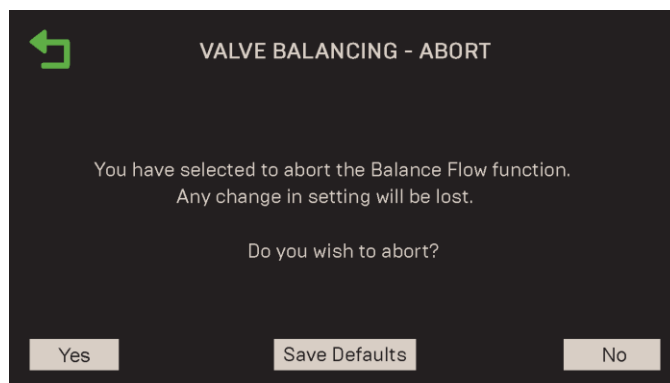 VALVE BALANCING - ABORT
You have selected to abort the Balance Flow function.
Any change in setting will be lost.
Do you wish to abort?
Yes
Save Defaults
No